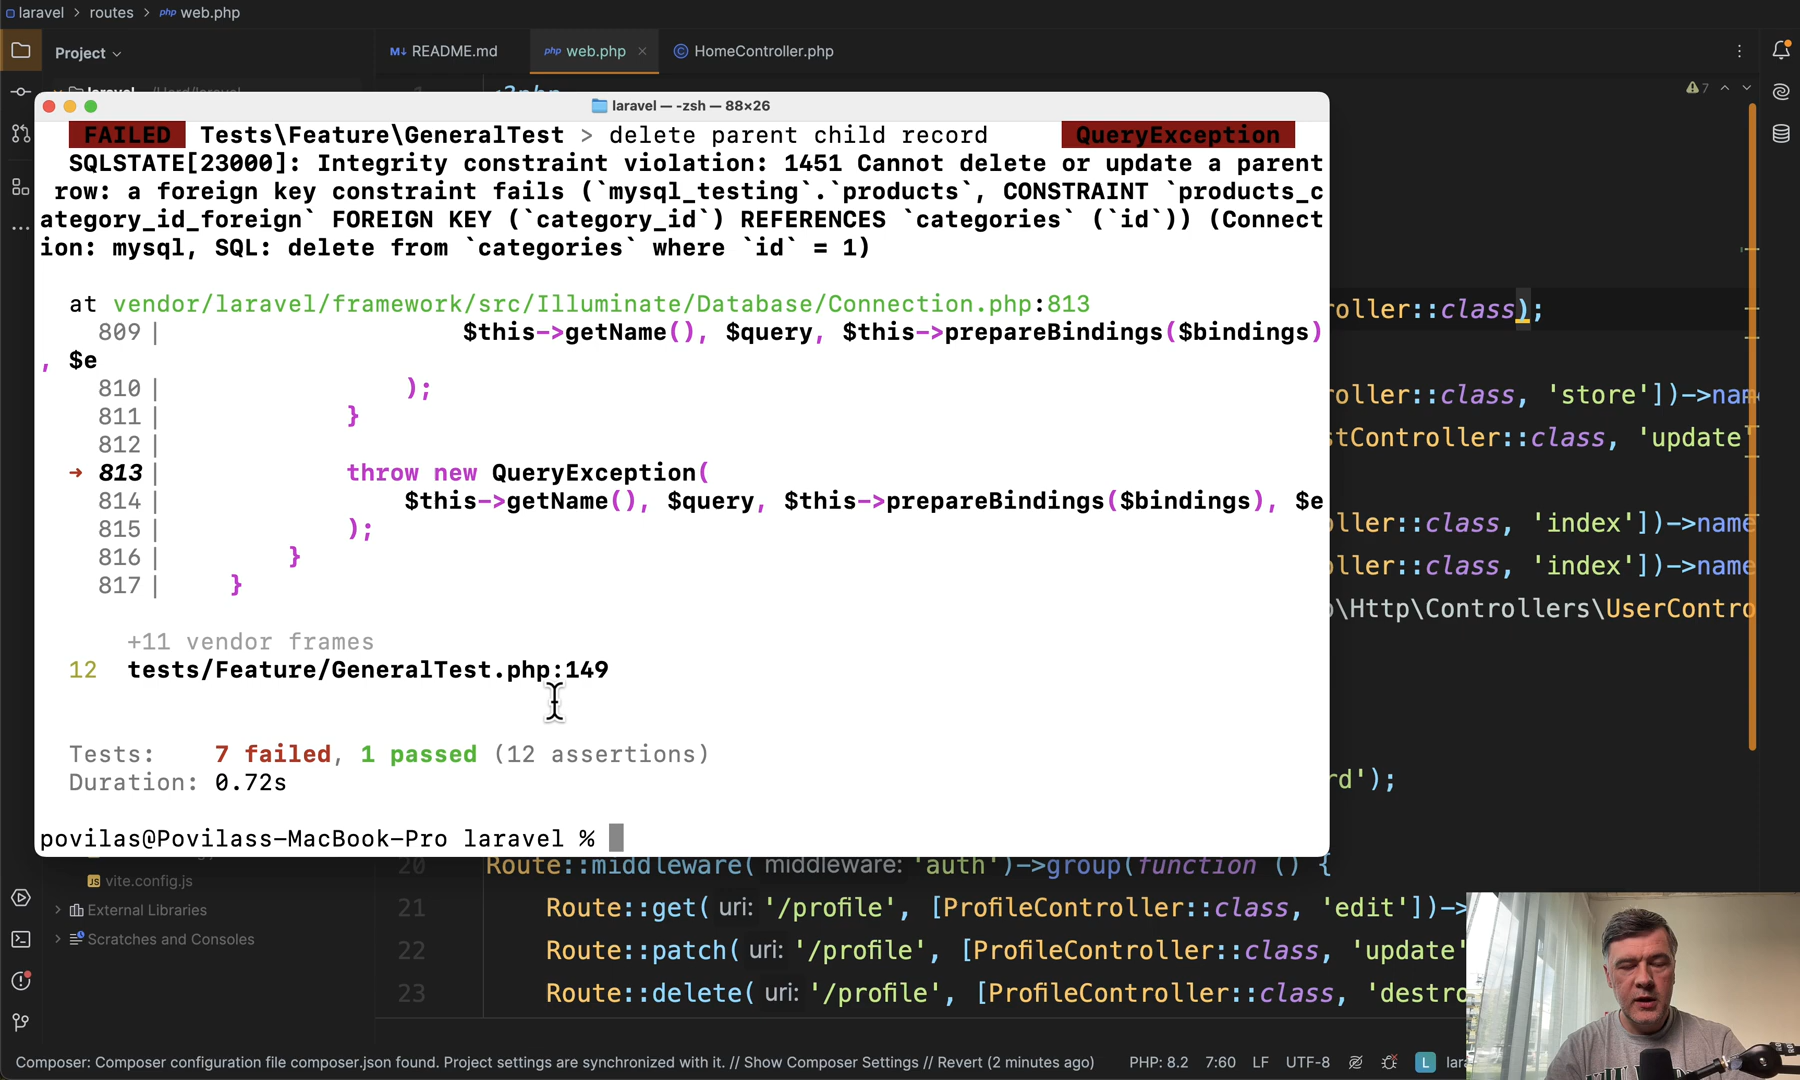 laravel > routes > php web.php
Project
M↓ README.md
php web.php ×
© HomeController.php
7
laravel — -zsh — 88×26
FAILED Tests\Feature\GeneralTest > delete parent child record QueryException
SQLSTATE[23000]: Integrity constraint violation: 1451 Cannot delete or update a parent
row: a foreign key constraint fails (`mysql_testing`.`products`, CONSTRAINT `products_c
ategory_id_foreign` FOREIGN KEY (`category_id`) REFERENCES `categories` (`id`)) (Connect
ion: mysql, SQL: delete from `categories` where `id` = 1)
at vendor/laravel/framework/src/Illuminate/Database/Connection.php:813
809| $this->getName(), $query, $this->prepareBindings($bindings)
, $e
810| );
811| }
812|
➜ 813| throw new QueryException(
814| $this->getName(), $query, $this->prepareBindings($bindings), $e
815| );
816| }
817| }
+11 vendor frames
12 tests/Feature/GeneralTest.php:149
Tests: 7 failed, 1 passed (12 assertions)
Duration: 0.72s
povilas@Povilass-MacBook-Pro laravel %
roller::class);
roller::class, 'store'])->nam
stController::class, 'update'
oller::class, 'index'])->name
oller::class, 'index'])->name
\Http\Controllers\UserContro
rd');
20 Route::middleware( middleware: 'auth')->group(function () {
21 Route::get( uri: '/profile', [ProfileController::class, 'edit'])->
22 Route::patch( uri: '/profile', [ProfileController::class, 'update'
23 Route::delete( uri: '/profile', [ProfileController::class, 'destro
JS vite.config.js
External Libraries
Scratches and Consoles
Composer: Composer configuration file composer.json found. Project settings are synchronized with it. // Show Composer Settings // Revert (2 minutes ago)
PHP: 8.2 7:60 LF UTF-8 L lara